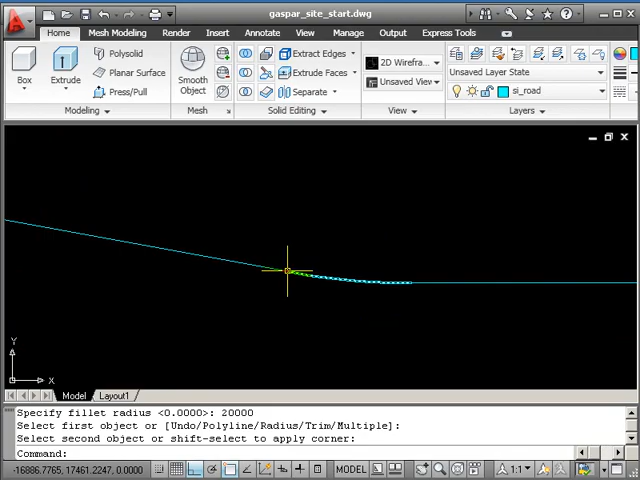 gaspar_site_start.dwg
Home Mesh Modeling Render Insert Annotate View Manage Output Express Tools
Box
Extrude
Polysolid
Planar Surface
Press/Pull
Smooth Object
Extract Edges
Extrude Faces
Separate
2D Wirefra...
Unsaved View
Unsaved Layer State
si_road
Modeling
Mesh
Solid Editing
View
Layers
Y
X
Model Layout1
Specify fillet radius <0.0000>: 20000
Select first object or [Undo/Polyline/Radius/Trim/Multiple]:
Select second object or shift-select to apply corner:
Command:
-16886.7755, 17461.2247, 0.0000
MODEL
1:1